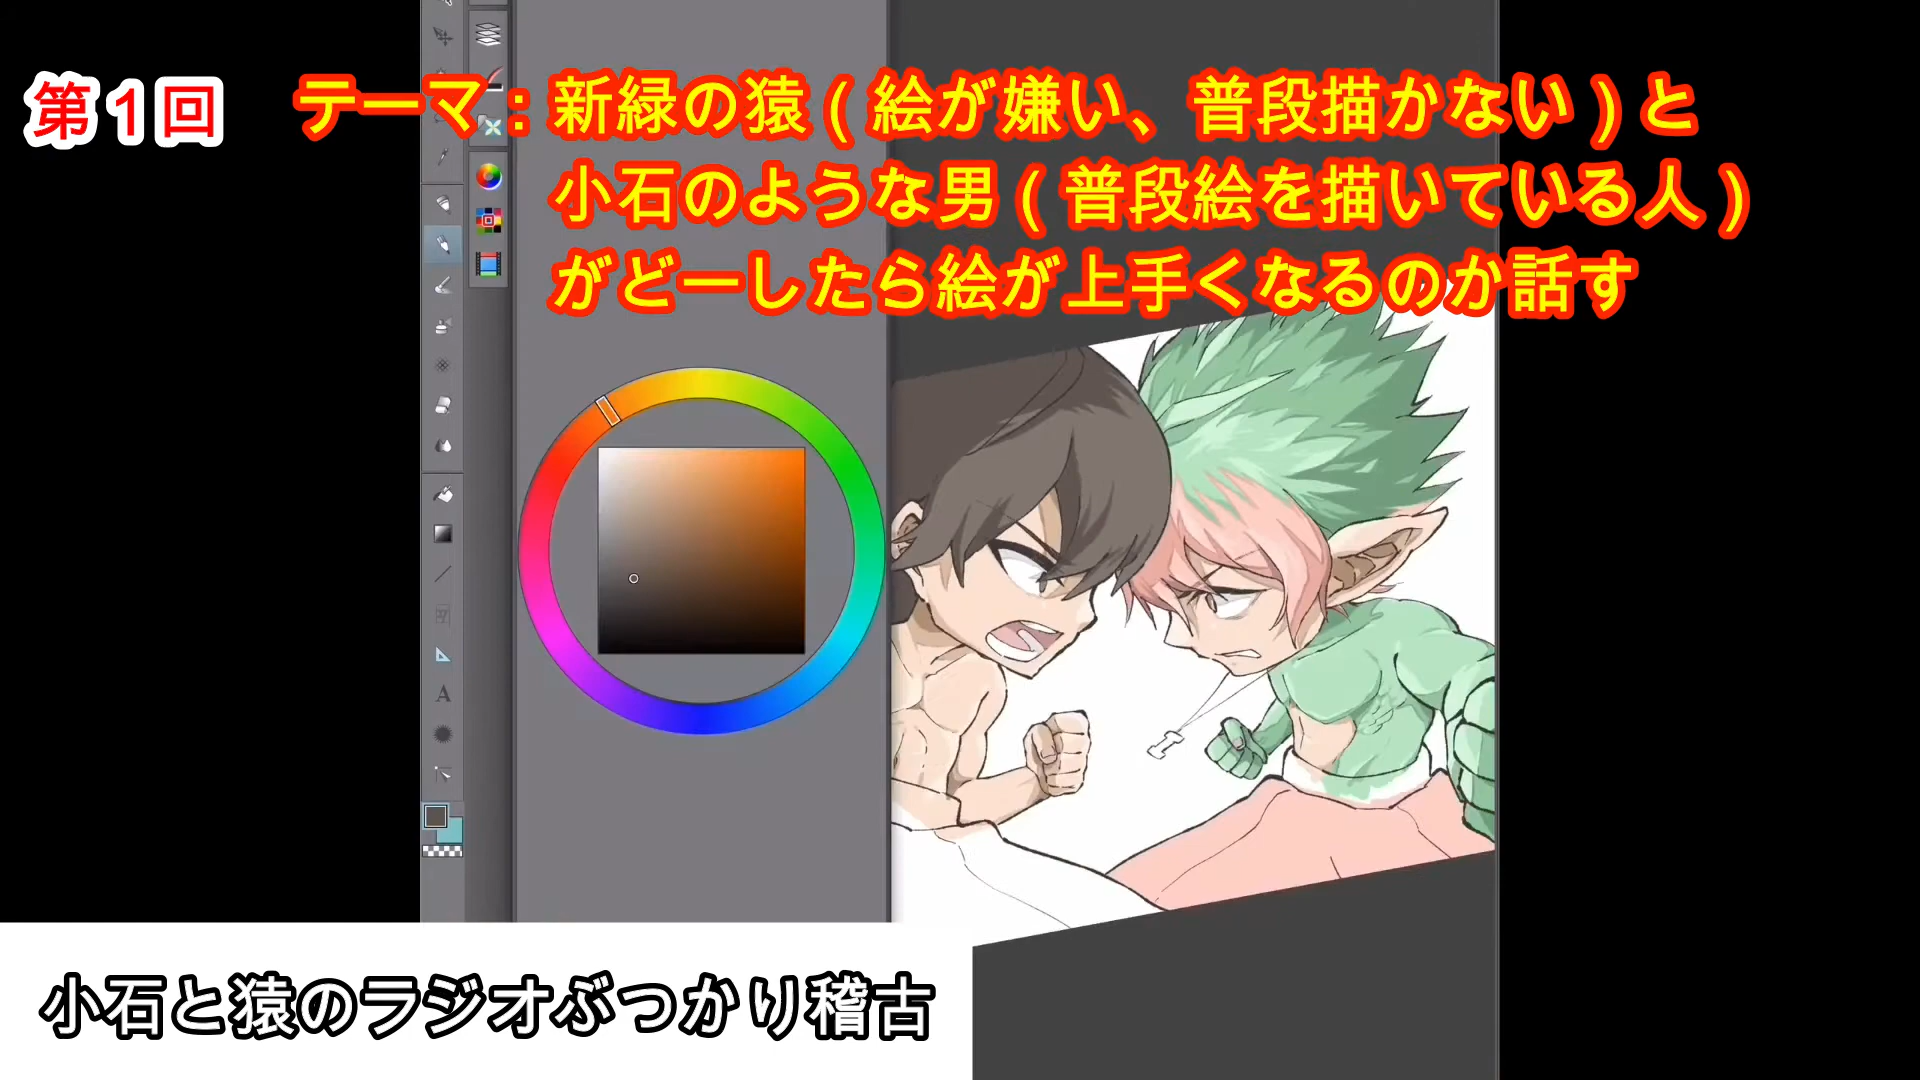 第1回
テーマ：新緑の猿(絵が嫌い、普段描かない)と
小石のような男(普段絵を描いている人)
がどーしたら絵が上手くなるのか話す
小石と猿のラジオぶつかり稽古